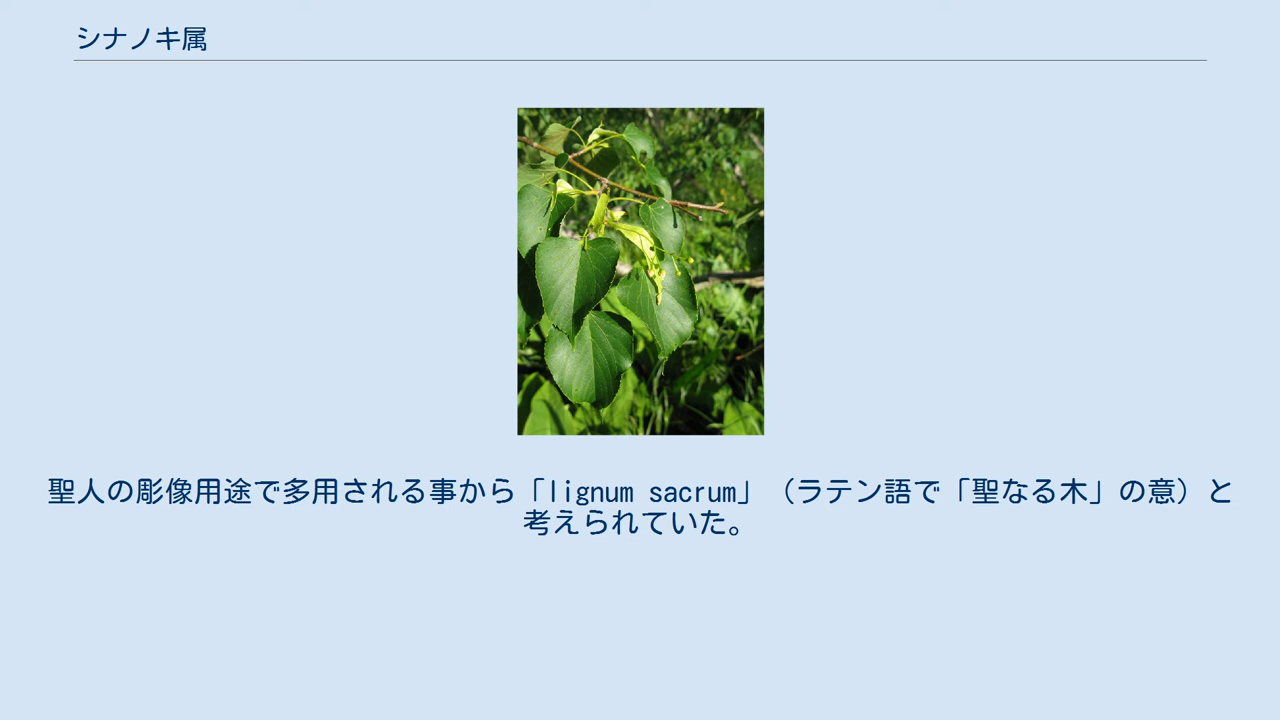 シナノキ属
聖人の彫像用途で多用される事から「lignum sacrum」（ラテン語で「聖なる木」の意）と
考えられていた。